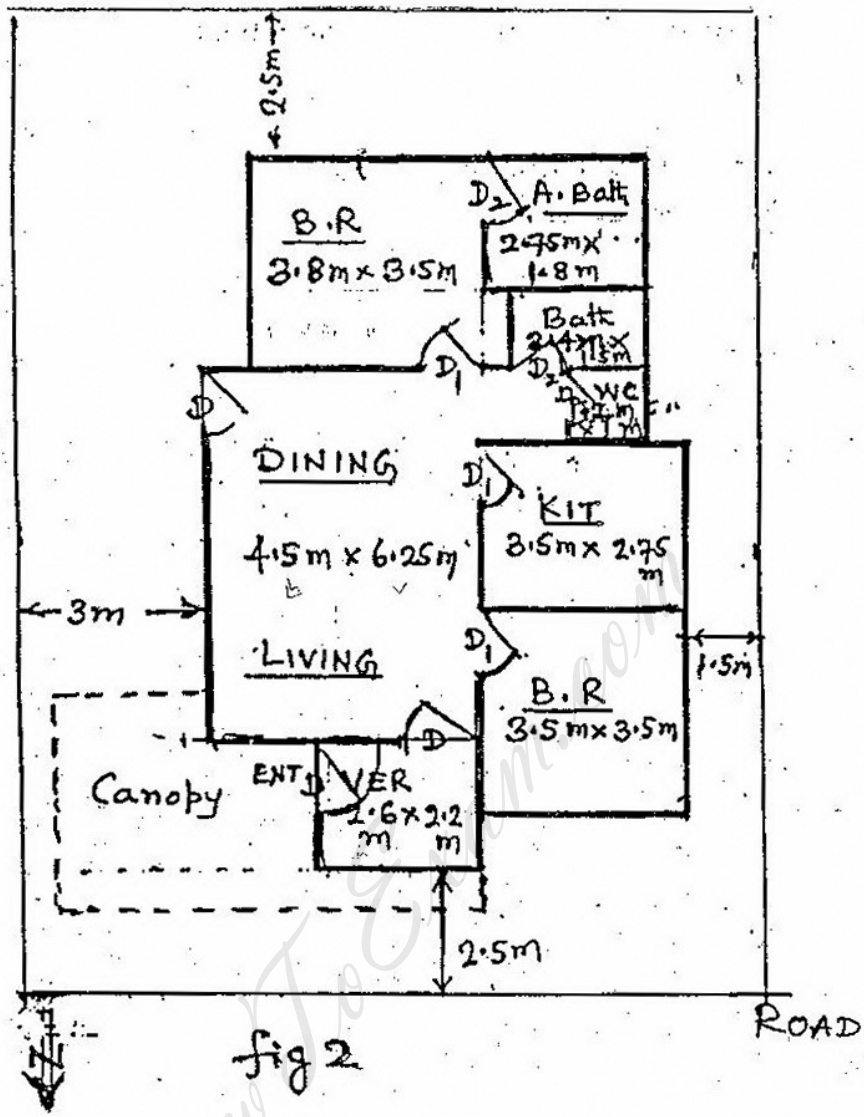 2.5m
B.R
3.8m x 3.5m
D2
A. Bath
2.75m x
1.8m
Bath
D1
D2
WC
D
DINING
D1
KIT
3.5m x 2.75
m
4.5m x 6.25m
3m
LIVING
D1
B.R
3.5m x 3.5m
1.5m
D
ENT
D
VER
2.6 x 2.2
m m
Canopy
2.5m
ROAD
N
fig 2